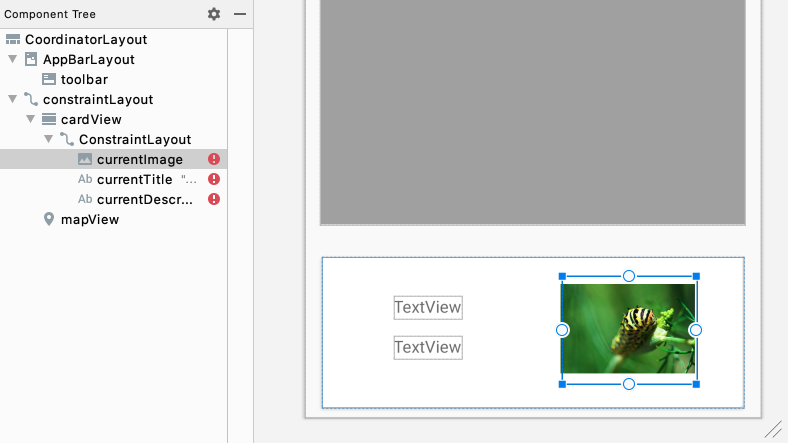 Component Tree
CoordinatorLayout
AppBarLayout
toolbar
constraintLayout
cardView
ConstraintLayout
currentImage
Ab currentTitle "...
Ab currentDescr...
mapView
TextView
TextView